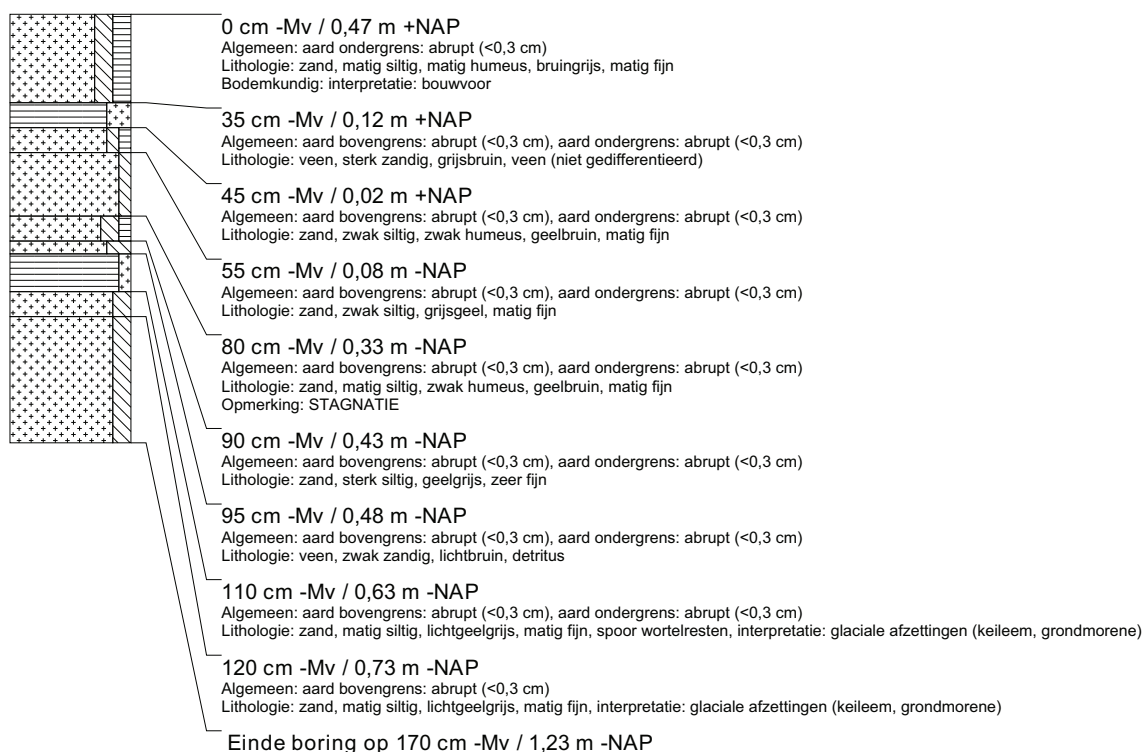 0 cm -Mv / 0,47 m +NAP
Algemeen: aard ondergrens: abrupt (<0,3 cm)
Lithologie: zand, matig siltig, matig humeus, bruingrijs, matig fijn
Bodemkundig: interpretatie: bouwvoor
35 cm -Mv / 0,12 m +NAP
Algemeen: aard bovengrens: abrupt (<0,3 cm), aard ondergrens: abrupt (<0,3 cm)
Lithologie: veen, sterk zandig, grijsbruin, veen (niet gedifferentieerd)
45 cm -Mv / 0,02 m +NAP
Algemeen: aard bovengrens: abrupt (<0,3 cm), aard ondergrens: abrupt (<0,3 cm)
Lithologie: zand, zwak siltig, zwak humeus, geelbruin, matig fijn
55 cm -Mv / 0,08 m -NAP
Algemeen: aard bovengrens: abrupt (<0,3 cm), aard ondergrens: abrupt (<0,3 cm)
Lithologie: zand, zwak siltig, grijsgeel, matig fijn
80 cm -Mv / 0,33 m -NAP
Algemeen: aard bovengrens: abrupt (<0,3 cm), aard ondergrens: abrupt (<0,3 cm)
Lithologie: zand, matig siltig, zwak humeus, geelbruin, matig fijn
Opmerking: STAGNATIE
90 cm -Mv / 0,43 m -NAP
Algemeen: aard bovengrens: abrupt (<0,3 cm), aard ondergrens: abrupt (<0,3 cm)
Lithologie: zand, sterk siltig, geelgrijs, zeer fijn
95 cm -Mv / 0,48 m -NAP
Algemeen: aard bovengrens: abrupt (<0,3 cm), aard ondergrens: abrupt (<0,3 cm)
Lithologie: veen, zwak zandig, lichtbruin, detritus
110 cm -Mv / 0,63 m -NAP
Algemeen: aard bovengrens: abrupt (<0,3 cm), aard ondergrens: abrupt (<0,3 cm)
Lithologie: zand, matig siltig, lichtgeelgrijs, matig fijn, spoor wortelresten, interpretatie: glaciale afzettingen (keileem, grondmorene)
120 cm -Mv / 0,73 m -NAP
Algemeen: aard bovengrens: abrupt (<0,3 cm)
Lithologie: zand, matig siltig, lichtgeelgrijs, matig fijn, interpretatie: glaciale afzettingen (keileem, grondmorene)
Einde boring op 170 cm -Mv / 1,23 m -NAP